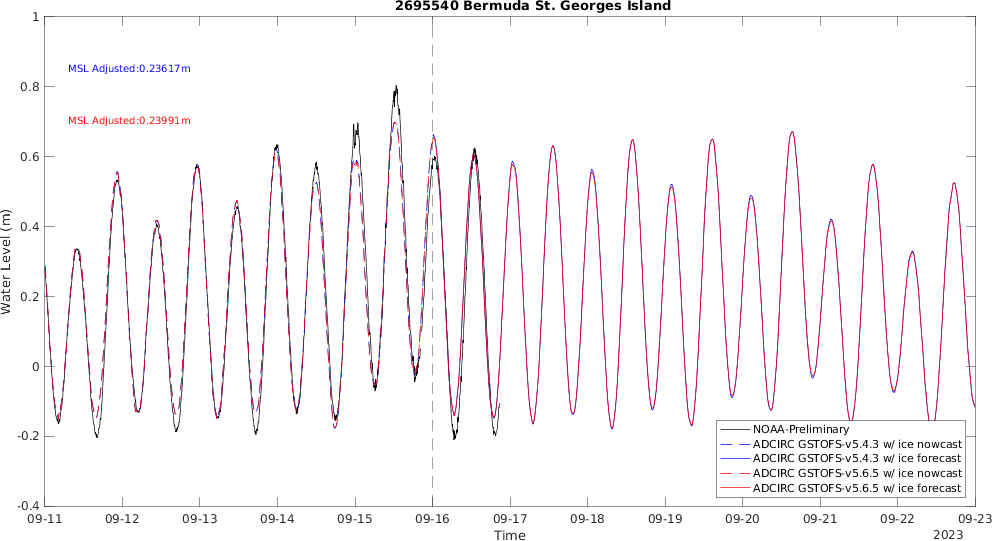 2695540 Bermuda St. Georges Island
MSL Adjusted:0.23617m
MSL Adjusted:0.23991m
Water Level (m)
1
0.8
0.6
0.4
0.2
0
-0.2
-0.4
NOAA-Preliminary
ADCIRC GSTOFS-v5.4.3 w/ ice nowcast
ADCIRC GSTOFS-v5.4.3 w/ ice forecast
ADCIRC GSTOFS-v5.6.5 w/ ice nowcast
ADCIRC GSTOFS-v5.6.5 w/ ice forecast
09-11 09-12 09-13 09-14 09-15 09-16 09-17 09-18 09-19 09-20 09-21 09-22 09-23
Time
2023